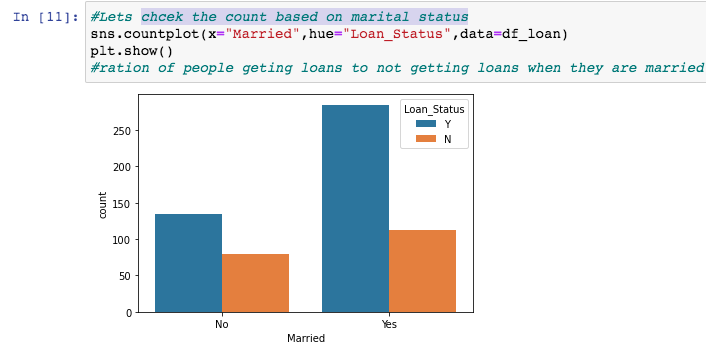 In [11]: #Lets chcek the count based on marital status
sns.countplot(x="Married",hue="Loan_Status",data=df_loan)
plt.show()
#ration of people geting loans to not getting loans when they are married
Loan_Status
Y
N
250
200
150
100
50
0
count
No Yes
Married